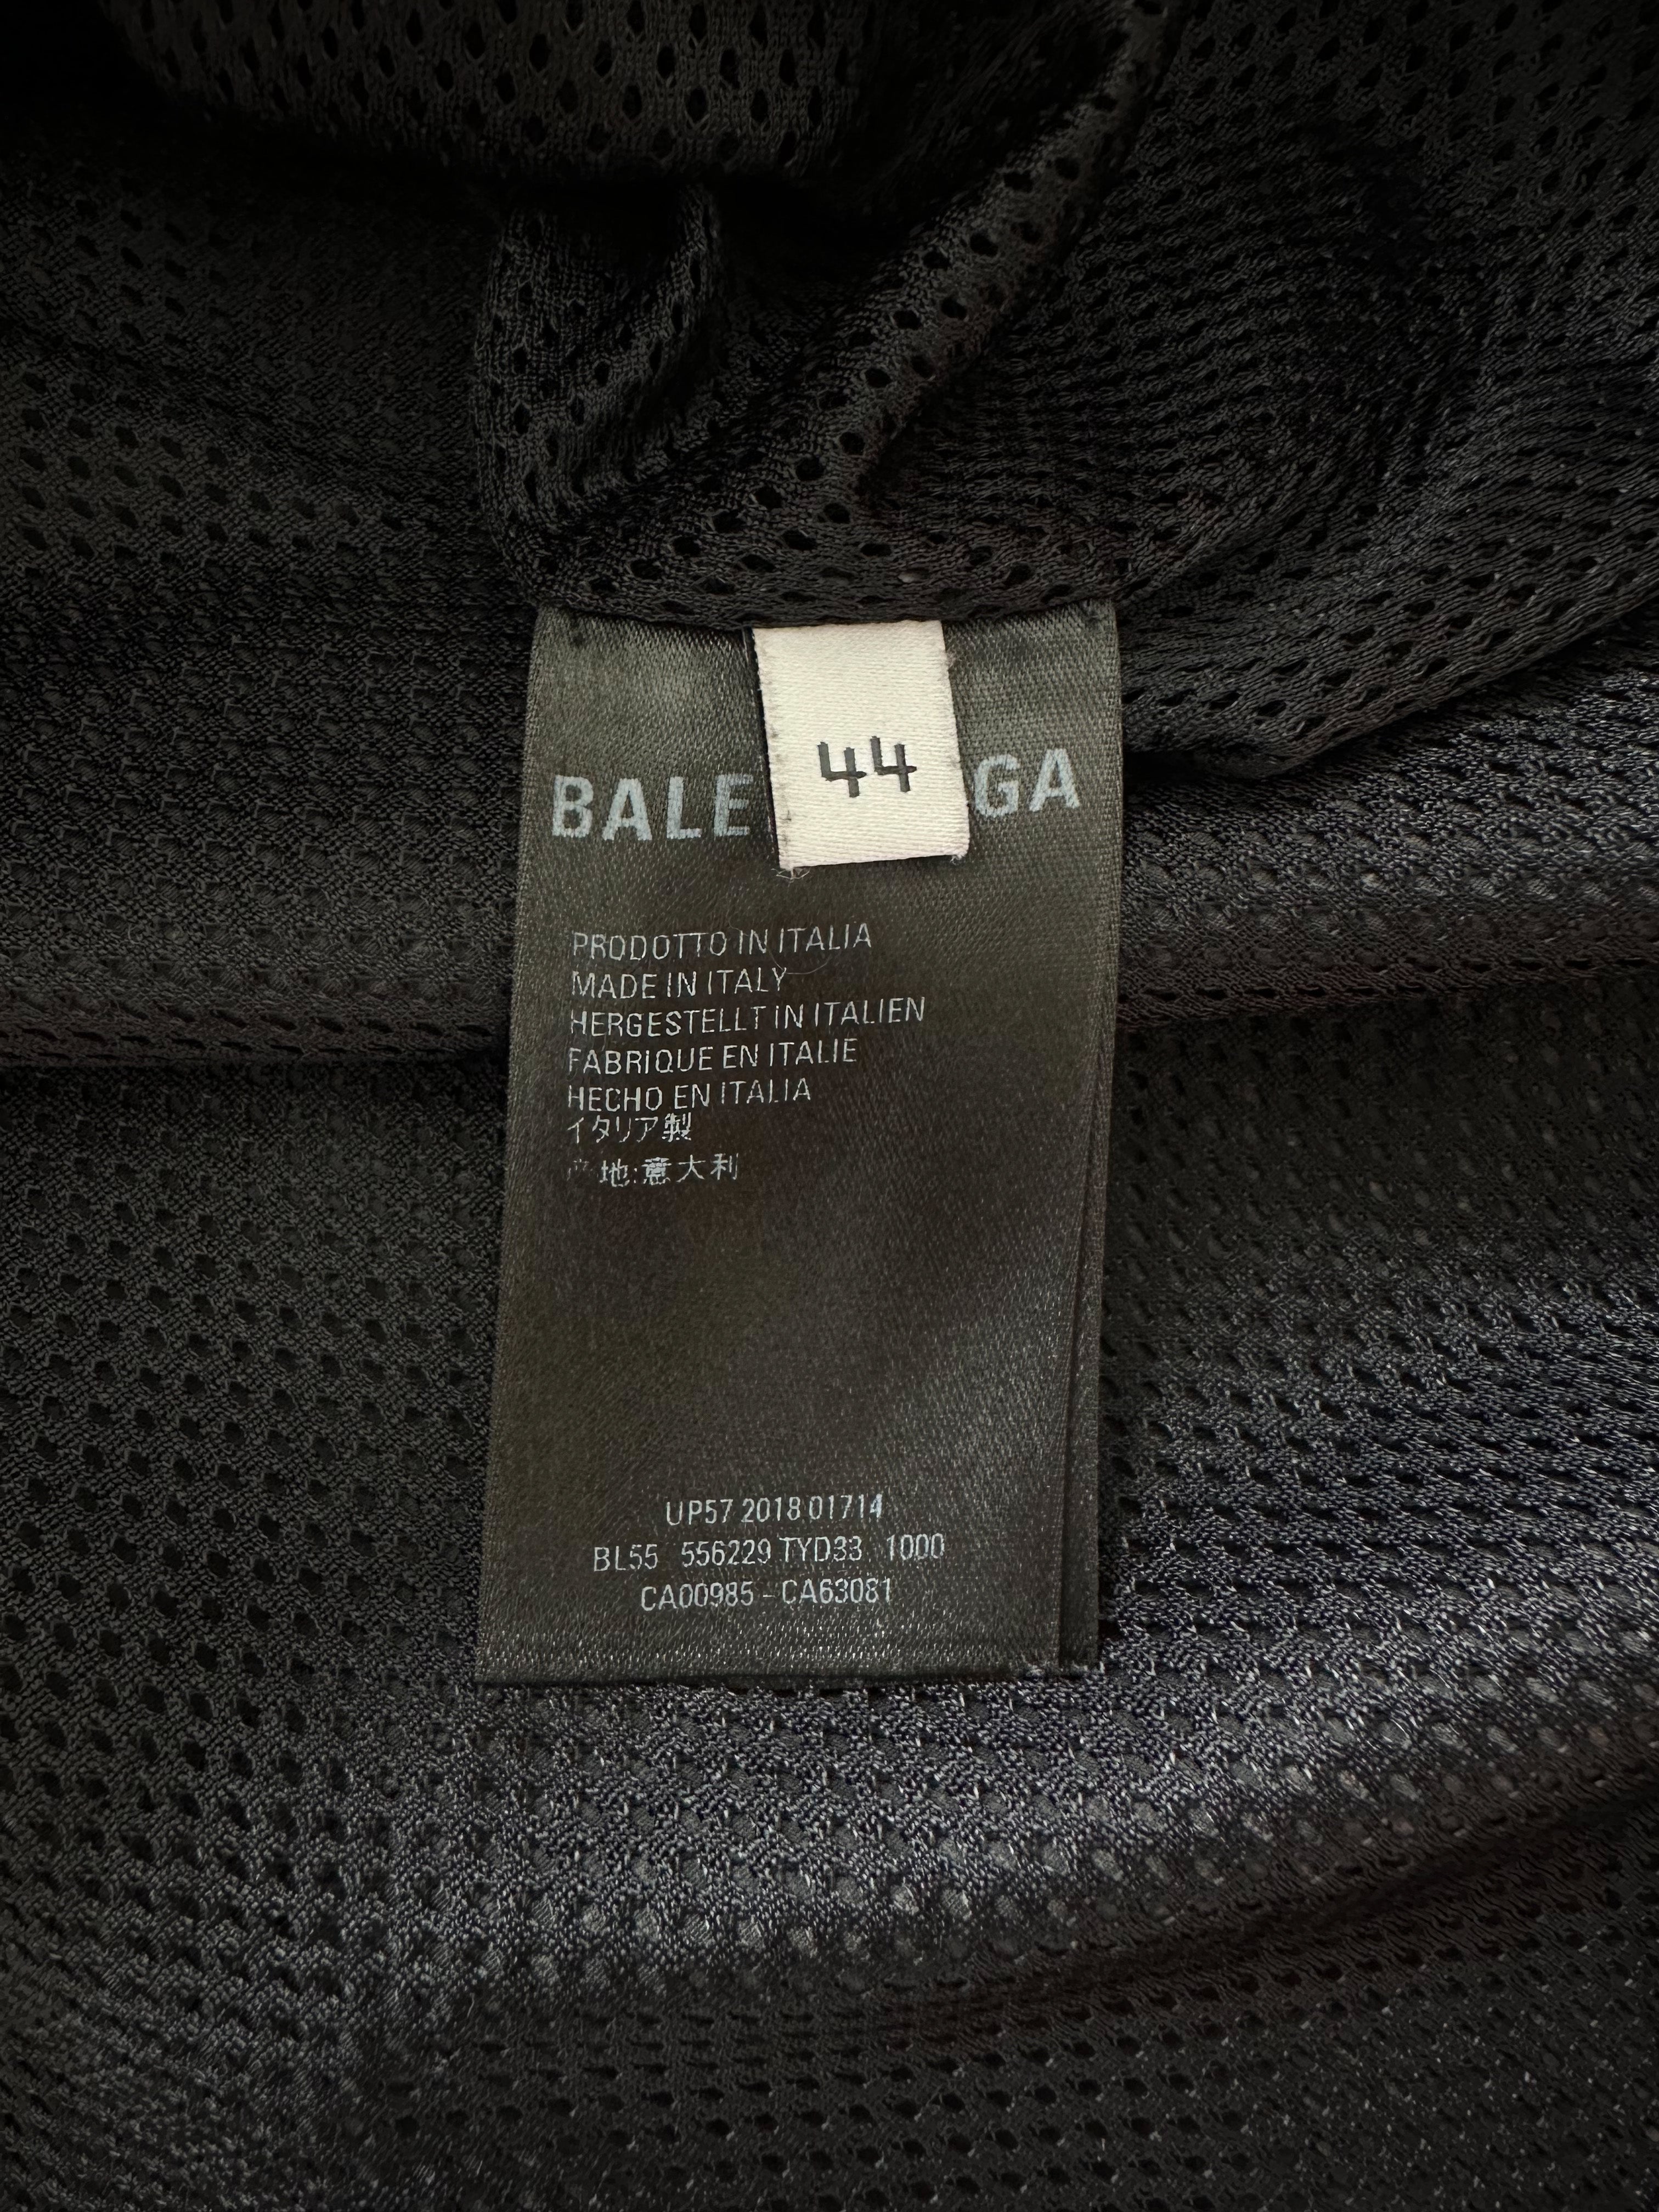 44
BALE GA
PRODOTTO IN ITALIA
MADE IN ITALY
HERGESTELLT IN ITALIEN
FABRIQUE EN ITALIE
HECHO EN ITALIA
イタリア製
产地:意大利
UP57 2018 01714
BL55 556229 TYD33 1000
CA00985 - CA63081